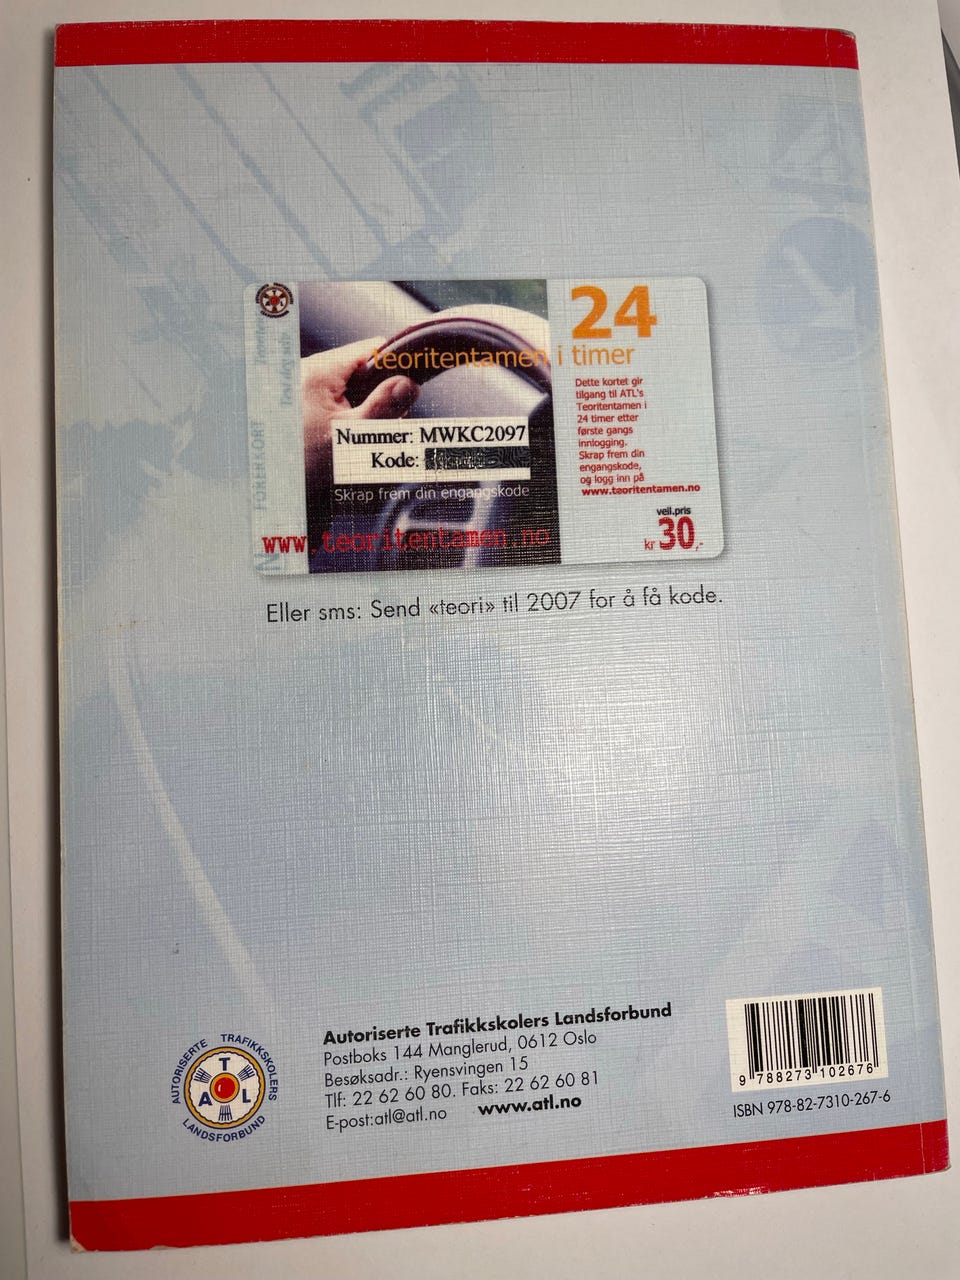 24
teoritentamen i timer
Dette kortet gir
tilgang til ATL's
Teoritentamen i
24 timer etter
første gangs
innlogging.
Skrap frem din
engangskode,
og logg inn på
www.teoritentamen.no
Nummer: MWKC2097
Kode:
Skrap frem din engangskode
www.teoritentamen.no
veil.pris
kr 30,-
FØRERKORT
Test deg selv
Eller sms: Send «teori» til 2007 for å få kode.
AUTORISERTE TRAFIKKSKOLERS
LANDSFORBUND
T
A L
Autoriserte Trafikkskolers Landsforbund
Postboks 144 Manglerud, 0612 Oslo
Besøksadr.: Ryensvingen 15
Tlf: 22 62 60 80. Faks: 22 62 60 81
E-post:atl@atl.no www.atl.no
9 788273 102676
ISBN 978-82-7310-267-6